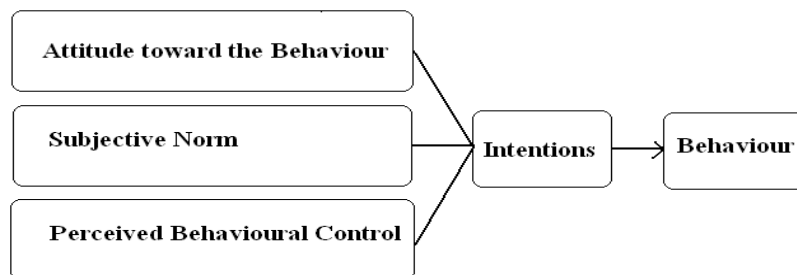 Attitude toward the Behaviour
Subjective Norm
Intentions
Behaviour
Perceived Behavioural Control